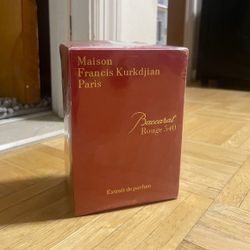 Maison
Francis Kurkdjian
Paris
Baccarat
Rouge 540
Extrait de parfum